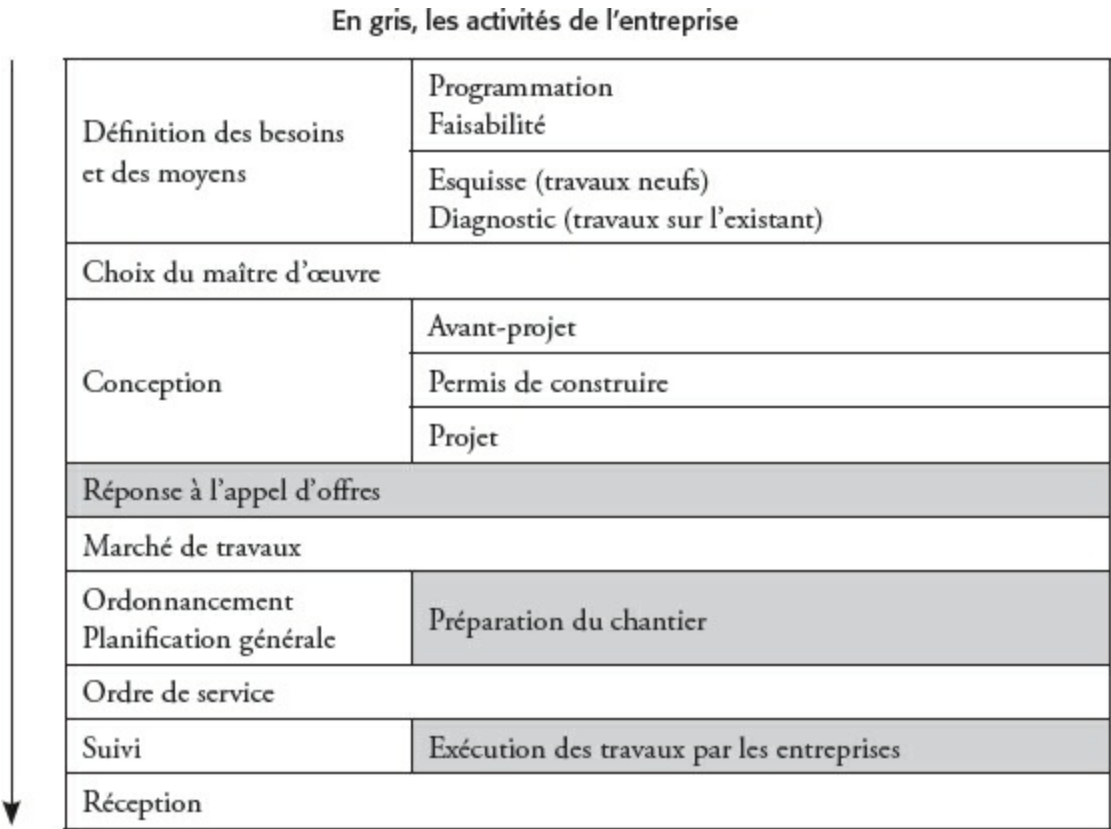 En gris, les activités de l'entreprise
Définition des besoins
et des moyens
Programmation
Faisabilité
Esquisse (travaux neufs)
Diagnostic (travaux sur l'existant)
Choix du maître d'œuvre
Conception
Avant-projet
Permis de construire
Projet
Réponse à l'appel d'offres
Marché de travaux
Ordonnancement
Planification générale
Préparation du chantier
Ordre de service
Suivi
Exécution des travaux par les entreprises
Réception